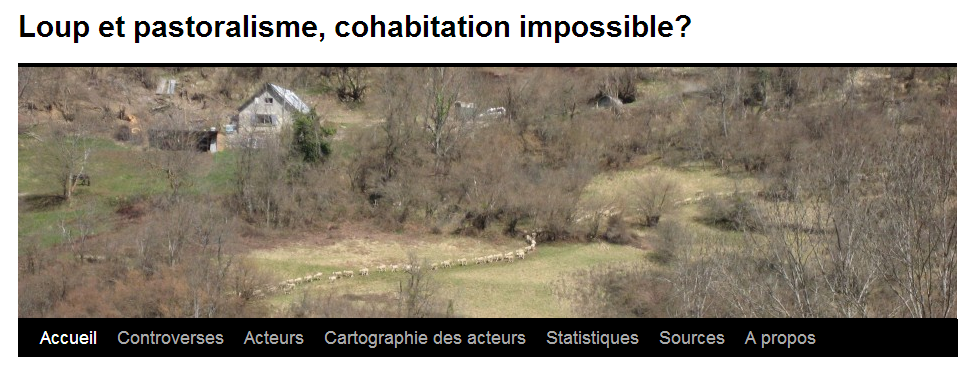 Loup et pastoralisme, cohabitation impossible?
Accueil Controverses Acteurs Cartographie des acteurs Statistiques Sources A propos